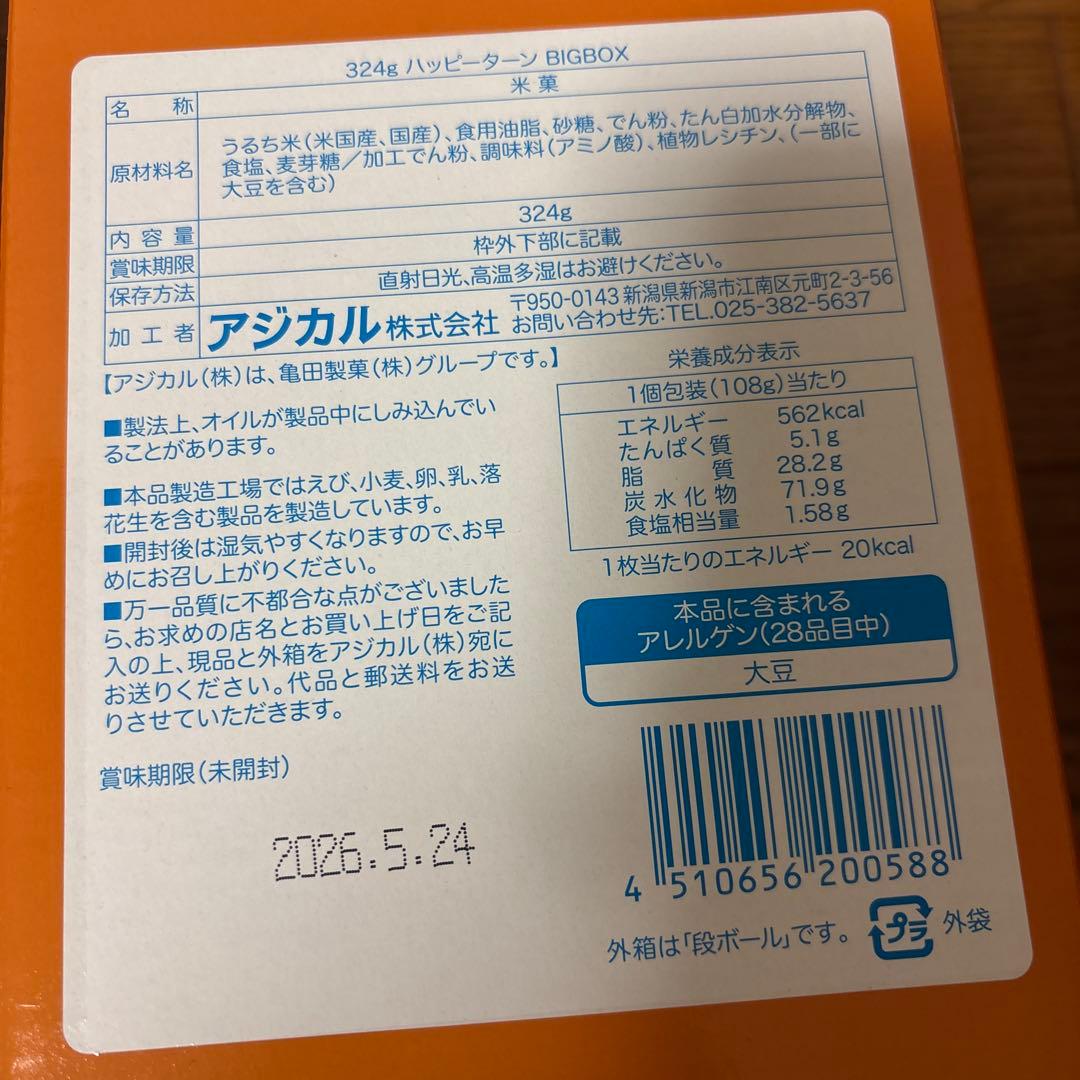 324g ハッピーターン BIGBOX
名称 米菓
原材料名 うるち米(米国産、国産)、食用油脂、砂糖、でん粉、たん白加水分解物、
食塩、麦芽糖/加工でん粉、調味料(アミノ酸)、植物レシチン、(一部に
大豆を含む)
内容量 324g
賞味期限 枠外下部に記載
保存方法 直射日光、高温多湿はお避けください。
加工者 アジカル株式会社
〒950-0143 新潟県新潟市江南区元町2-3-56
お問い合わせ先:TEL.025-382-5637
【アジカル(株)は、亀田製菓(株)グループです。】
■製法上、オイルが製品中にしみ込んでい
ることがあります。
■本品製造工場ではえび、小麦、卵、乳、落
花生を含む製品を製造しています。
■開封後は湿気やすくなりますので、お早
めにお召し上がりください。
■万一品質に不都合な点がございました
ら、お求めの店名とお買い上げ日をご記
入の上、現品と外箱をアジカル(株)宛に
お送りください。代品と郵送料をお送
りさせていただきます。
賞味期限(未開封)
2026.5.24
栄養成分表示
1個包装(108g)当たり
エネルギー 562kcal
たんぱく質 5.1g
脂質 28.2g
炭水化物 71.9g
食塩相当量 1.58g
1枚当たりのエネルギー 20kcal
本品に含まれる
アレルゲン(28品目中)
大豆
4 510656 200588
外箱は「段ボール」です。
プラ 外袋